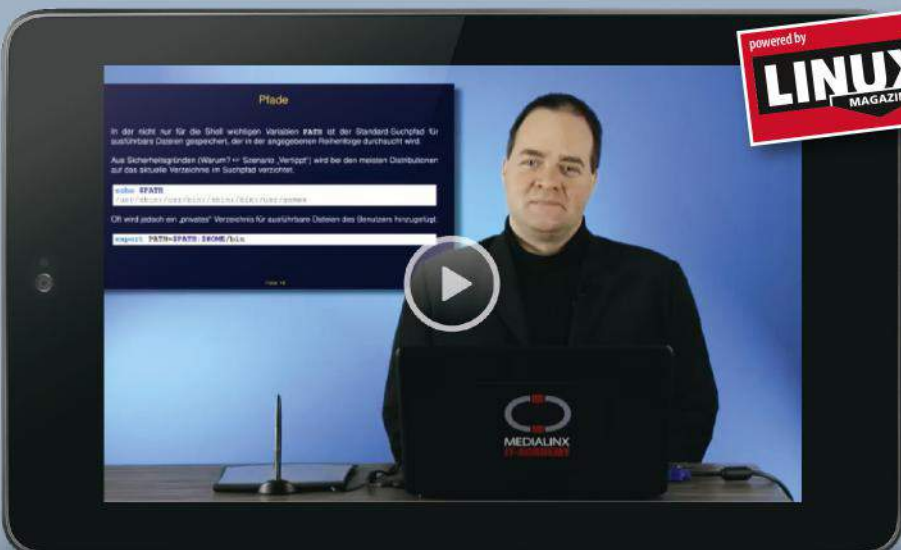 powered by
LINUX
MAGAZIN
Pfade
In der nicht nur für die Shell wichtigen Variablen PATH ist der Standard-Suchpfad für
ausführbare Dateien gespeichert, der in der angegebenen Reihenfolge durchsucht wird.
Aus Sicherheitsgründen (Warum? Szenario „Vertippt“) wird bei den meisten Distributionen
auf das aktuelle Verzeichnis im Suchpfad verzichtet.
echo $PATH
Oft wird jedoch ein „privates“ Verzeichnis für ausführbare Dateien des Benutzers hinzugefügt.
export PATH=$PATH:$HOME/bin
MEDIALINX
IT-ACADEMY